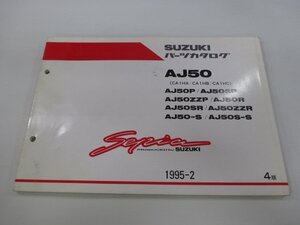 SUZUKI
パーツカタログ
AJ50
(CA1HA・CA1HB・CA1HC)
AJ50P / AJ50SP
AJ50ZZP / AJ50R
AJ50SR / AJ50ZZR
AJ50-S / AJ50S-S
Sepia
SUZUKI
1995-2
4版